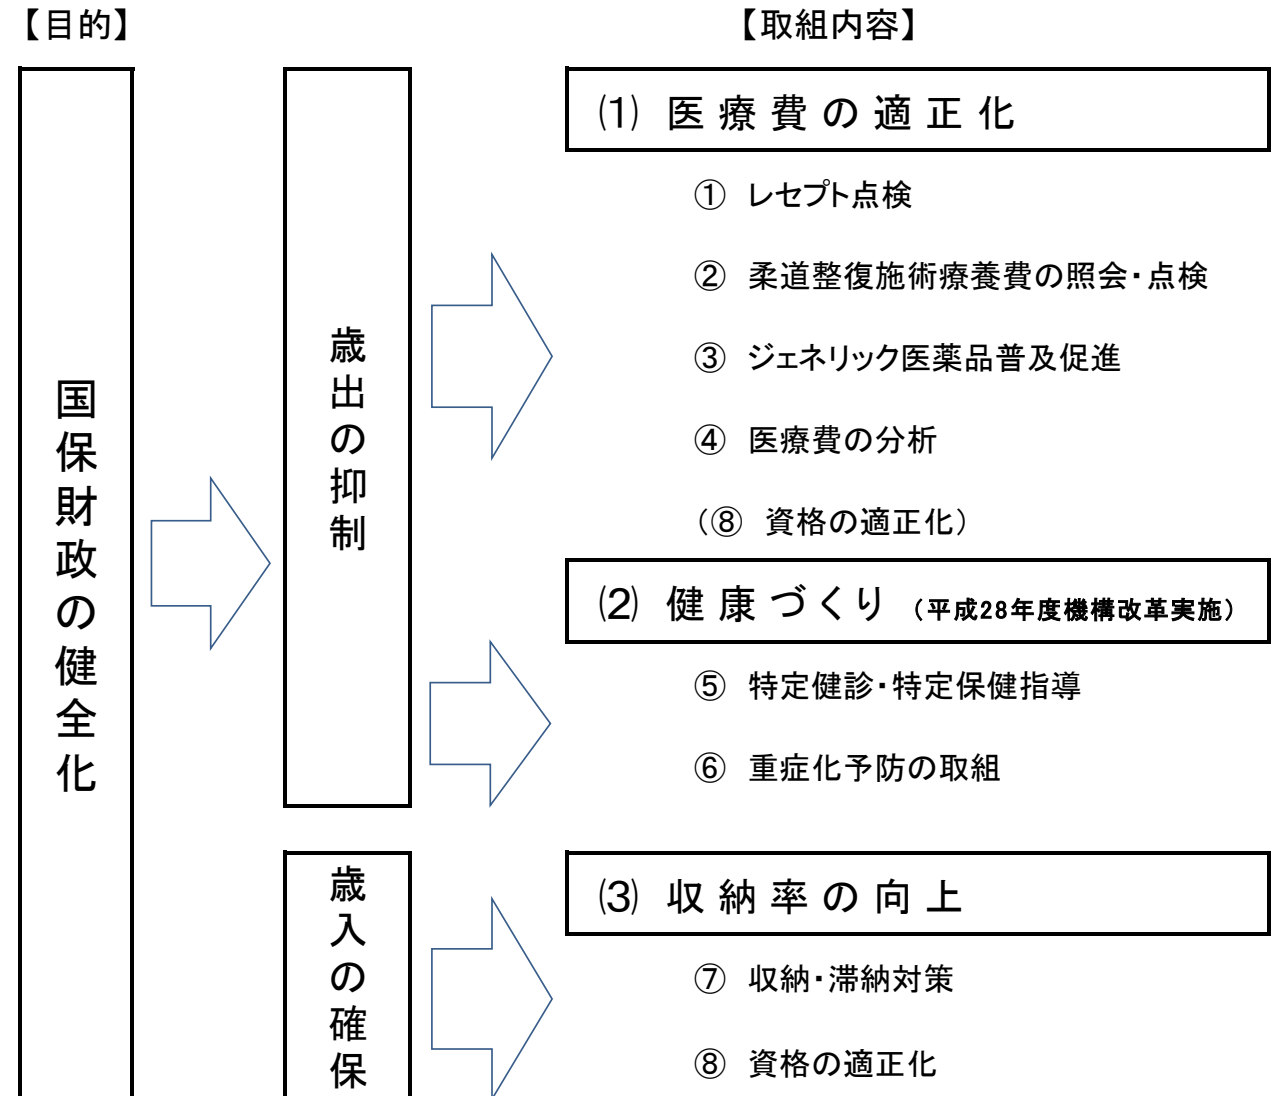 【目的】
【取組内容】
国保財政の健全化
歳出の抑制
⑴ 医療費の適正化
① レセプト点検
② 柔道整復施術療養費の照会・点検
③ ジェネリック医薬品普及促進
④ 医療費の分析
（⑧ 資格の適正化）
⑵ 健康づくり （平成28年度機構改革実施）
⑤ 特定健診・特定保健指導
⑥ 重症化予防の取組
歳入の確保
⑶ 収納率の向上
⑦ 収納・滞納対策
⑧ 資格の適正化